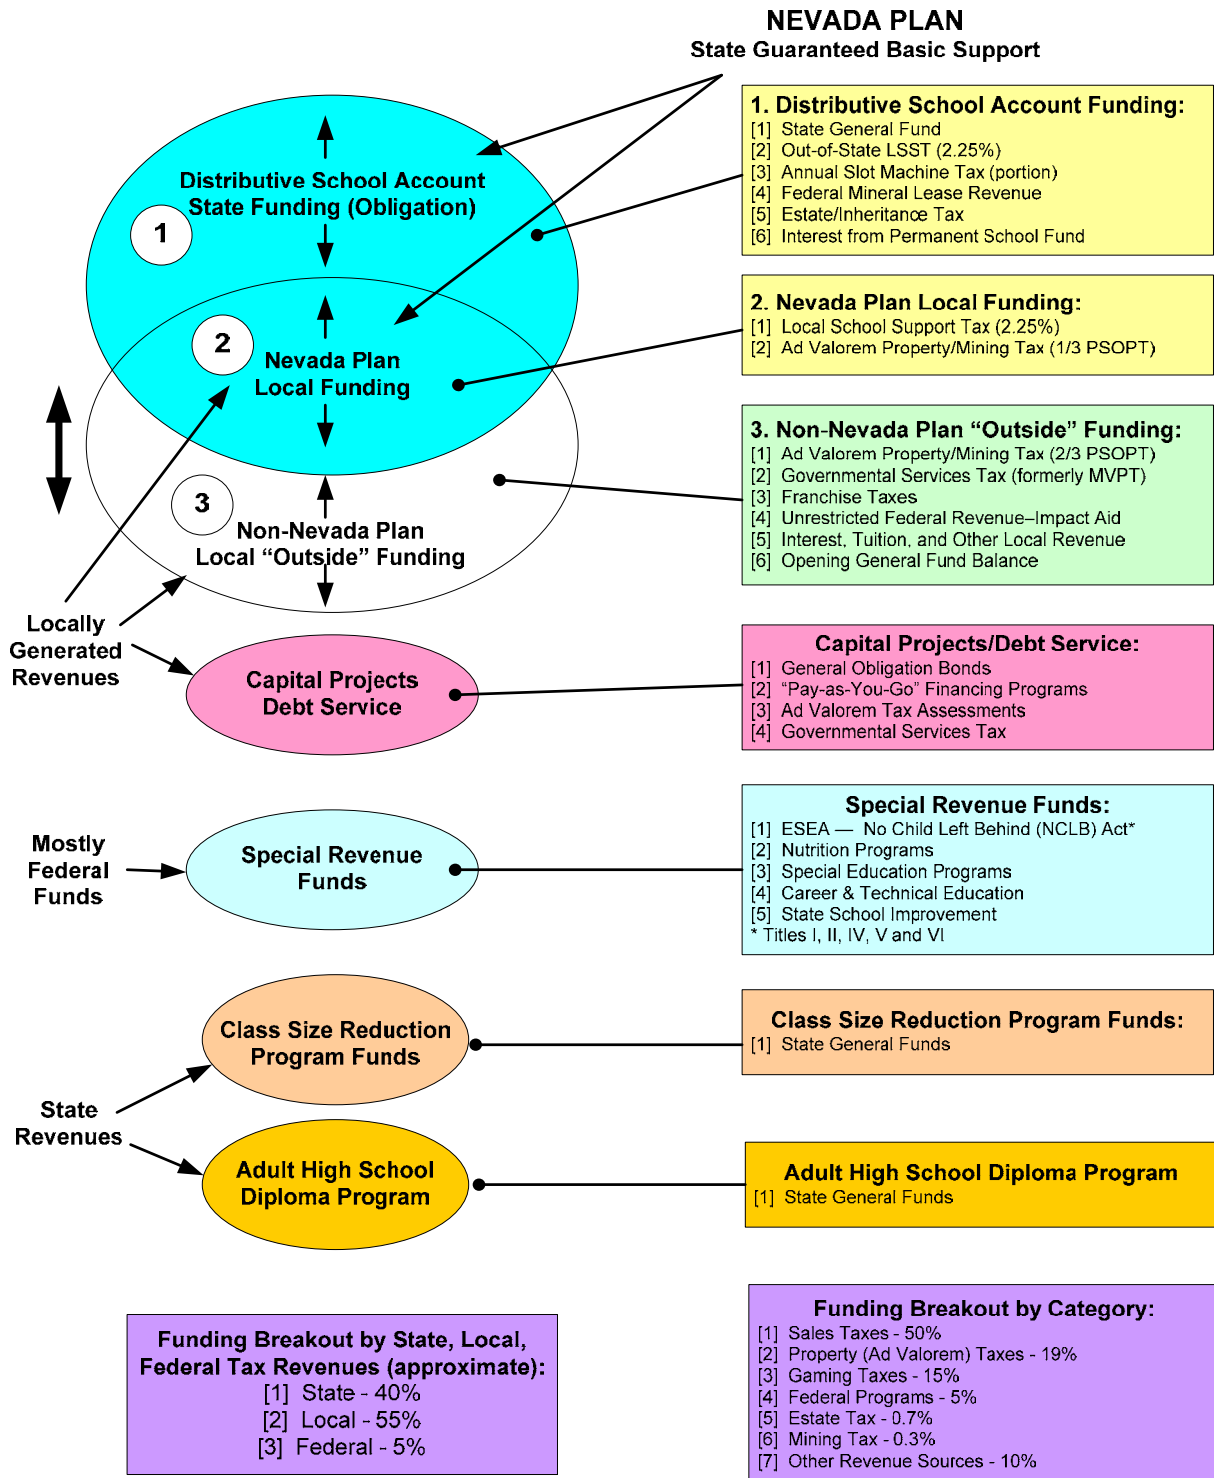 NEVADA PLAN
State Guaranteed Basic Support
Distributive School Account
State Funding (Obligation)
1
2
Nevada Plan
Local Funding
3
Non-Nevada Plan
Local “Outside” Funding
Locally
Generated
Revenues
Capital Projects
Debt Service
Mostly
Federal
Funds
Special Revenue
Funds
Class Size Reduction
Program Funds
State
Revenues
Adult High School
Diploma Program
1. Distributive School Account Funding:
[1] State General Fund
[2] Out-of-State LSST (2.25%)
[3] Annual Slot Machine Tax (portion)
[4] Federal Mineral Lease Revenue
[5] Estate/Inheritance Tax
[6] Interest from Permanent School Fund
2. Nevada Plan Local Funding:
[1] Local School Support Tax (2.25%)
[2] Ad Valorem Property/Mining Tax (1/3 PSOPT)
3. Non-Nevada Plan “Outside” Funding:
[1] Ad Valorem Property/Mining Tax (2/3 PSOPT)
[2] Governmental Services Tax (formerly MVPT)
[3] Franchise Taxes
[4] Unrestricted Federal Revenue–Impact Aid
[5] Interest, Tuition, and Other Local Revenue
[6] Opening General Fund Balance
Capital Projects/Debt Service:
[1] General Obligation Bonds
[2] “Pay-as-You-Go” Financing Programs
[3] Ad Valorem Tax Assessments
[4] Governmental Services Tax
Special Revenue Funds:
[1] ESEA — No Child Left Behind (NCLB) Act*
[2] Nutrition Programs
[3] Special Education Programs
[4] Career & Technical Education
[5] State School Improvement
* Titles I, II, IV, V and VI
Class Size Reduction Program Funds:
[1] State General Funds
Adult High School Diploma Program
[1] State General Funds
Funding Breakout by State, Local,
Federal Tax Revenues (approximate):
[1] State - 40%
[2] Local - 55%
[3] Federal - 5%
Funding Breakout by Category:
[1] Sales Taxes - 50%
[2] Property (Ad Valorem) Taxes - 19%
[3] Gaming Taxes - 15%
[4] Federal Programs - 5%
[5] Estate Tax - 0.7%
[6] Mining Tax - 0.3%
[7] Other Revenue Sources - 10%